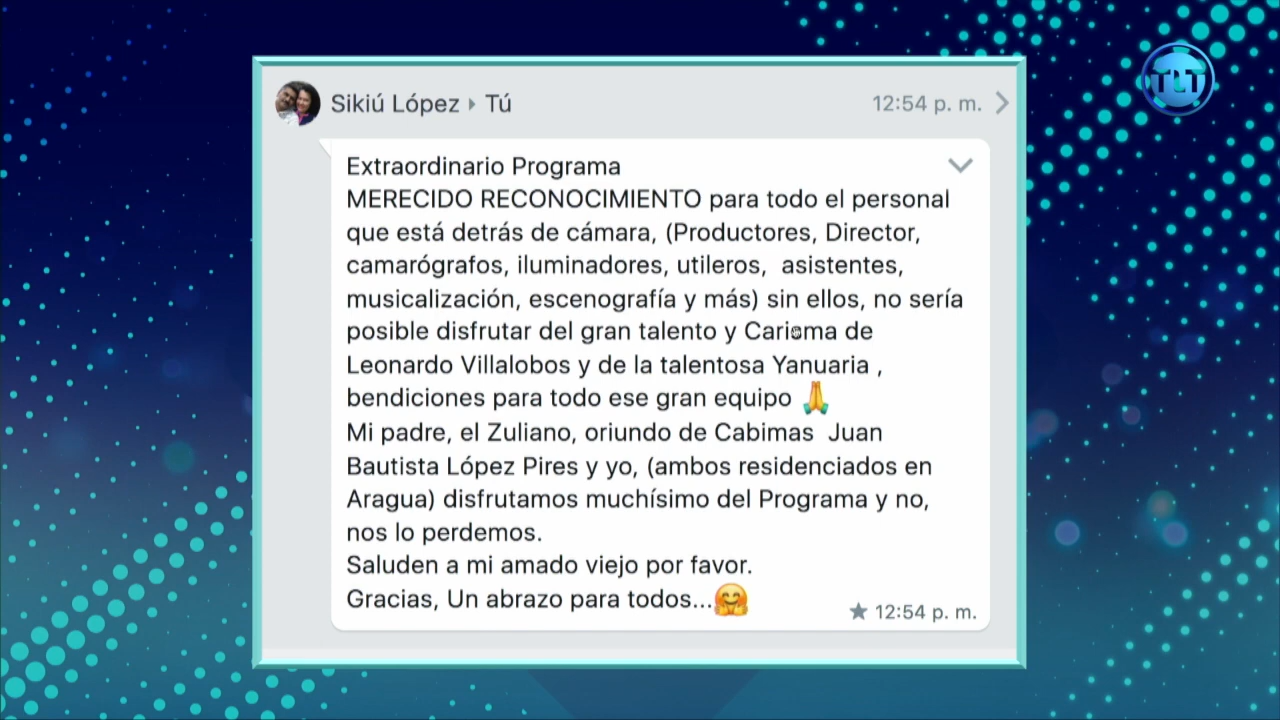 TLT
Sikiú López ▸ Tú
12:54 p. m.
Extraordinario Programa
MERECIDO RECONOCIMIENTO para todo el personal
que está detrás de cámara, (Productores, Director,
camarógrafos, iluminadores, utileros,  asistentes,
musicalización, escenografía y más) sin ellos, no sería
posible disfrutar del gran talento y Carisma de
Leonardo Villalobos y de la talentosa Yanuaria ,
bendiciones para todo ese gran equipo 🙏
Mi padre, el Zuliano, oriundo de Cabimas  Juan
Bautista López Pires y yo, (ambos residenciados en
Aragua) disfrutamos muchísimo del Programa y no,
nos lo perdemos.
Saluden a mi amado viejo por favor.
Gracias, Un abrazo para todos...🤗
★ 12:54 p. m.